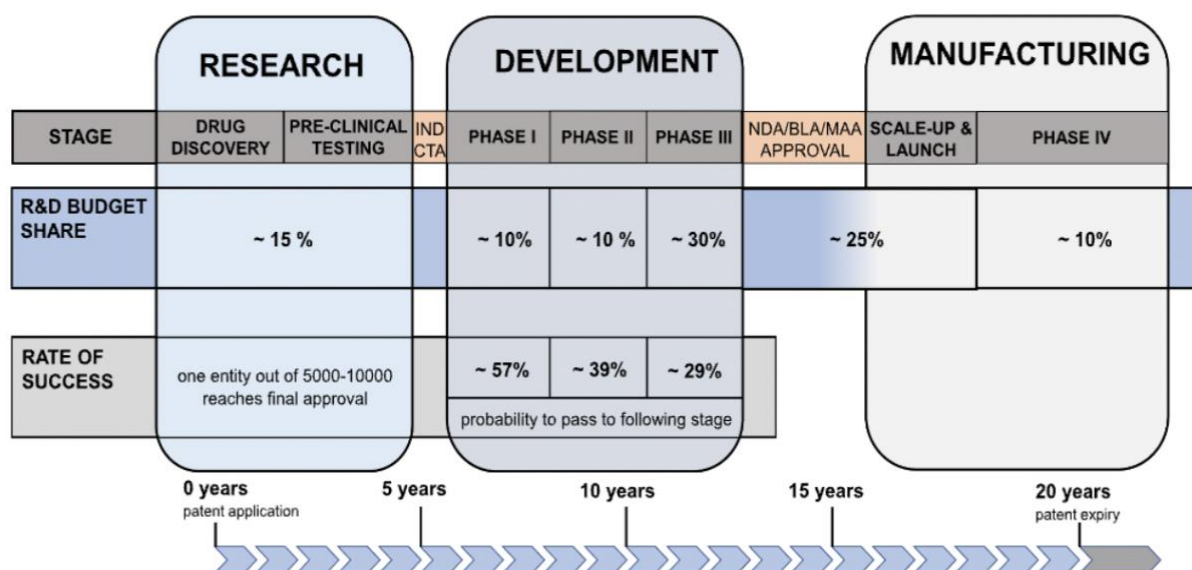 RESEARCH
DEVELOPMENT
MANUFACTURING
STAGE
DRUG
DISCOVERY
PRE-CLINICAL
TESTING
IND
CTA
PHASE I
PHASE II
PHASE III
NDA/BLA/MAA
APPROVAL
SCALE-UP &
LAUNCH
PHASE IV
R&D BUDGET
SHARE
~ 15 %
~ 10%
~ 10 %
~ 30%
~ 25%
~ 10%
RATE OF
SUCCESS
one entity out of 5000-10000
reaches final approval
~ 57%
~ 39%
~ 29%
probability to pass to following stage
0 years
patent application
5 years
10 years
15 years
20 years
patent expiry